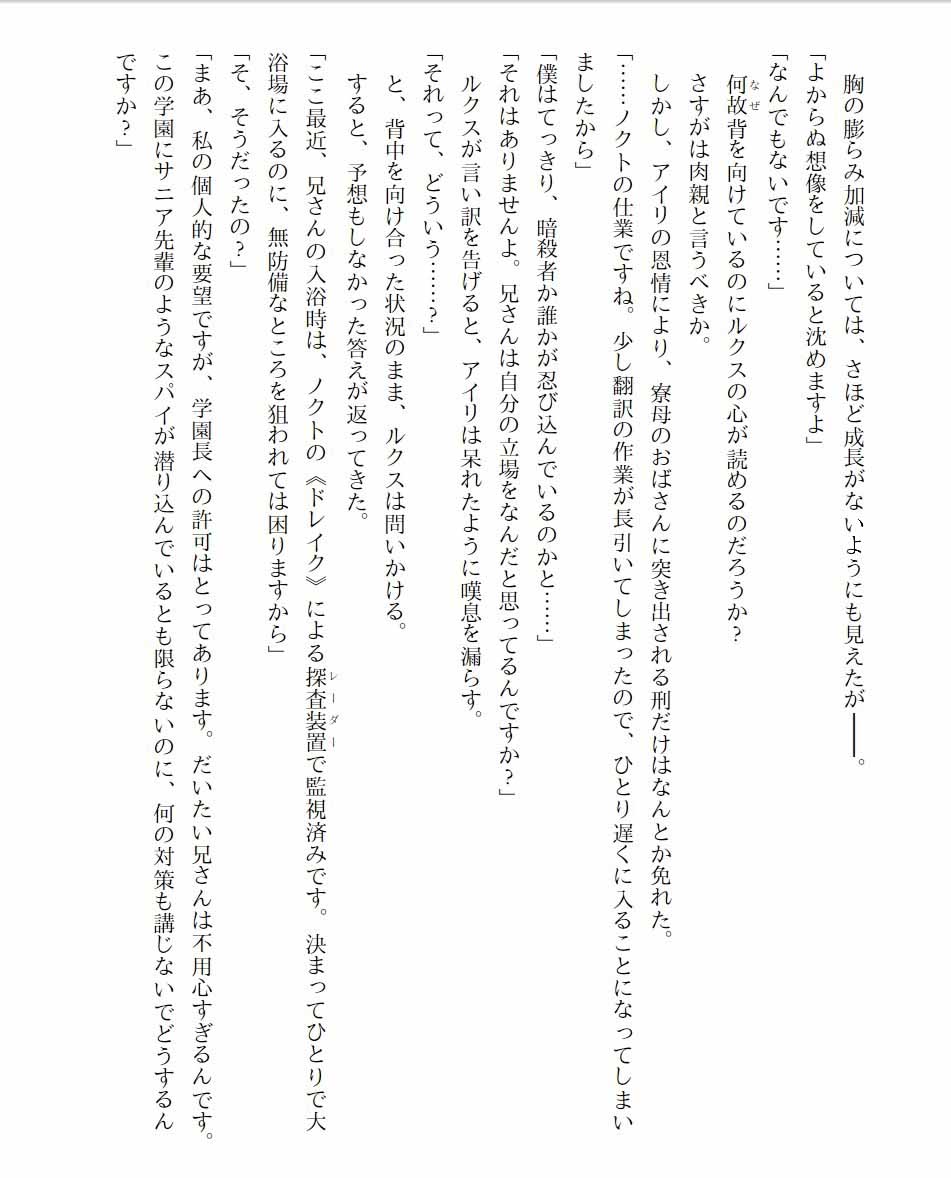 胸の膨らみ加減については、さほど成長がないようにも見えたが――。
「よからぬ想像をしていると沈めますよ」
「なんでもないです……」
何故背を向けているのにルクスの心が読めるのだろうか？
なぜ
さすがは肉親と言うべきか。
しかし、アイリの恩情により、寮母のおばさんに突き出される刑だけはなんとか免れた。
「……ノクトの仕業ですね。少し翻訳の作業が長引いてしまったので、ひとり遅くに入ることになってしまい
ましたから」
「僕はてっきり、暗殺者か誰かが忍び込んでいるのかと……」
「それはありませんよ。兄さんは自分の立場をなんだと思ってるんですか？」
ルクスが言い訳を告げると、アイリは呆れたように嘆息を漏らす。
「それって、どういう……？」
と、背中を向け合った状況のまま、ルクスは問いかける。
すると、予想もしなかった答えが返ってきた。
「ここ最近、兄さんの入浴時は、ノクトの《ドレイク》による探査装置で監視済みです。決まってひとりで大
レーダー
浴場に入るのに、無防備なところを狙われては困りますから」
「そ、そうだったの？」
「まあ、私の個人的な要望ですが、学園長への許可はとってあります。だいたい兄さんは不用心すぎるんです。
この学園にサニア先輩のようなスパイが潜り込んでいるとも限らないのに、何の対策も講じないでどうするん
ですか？」